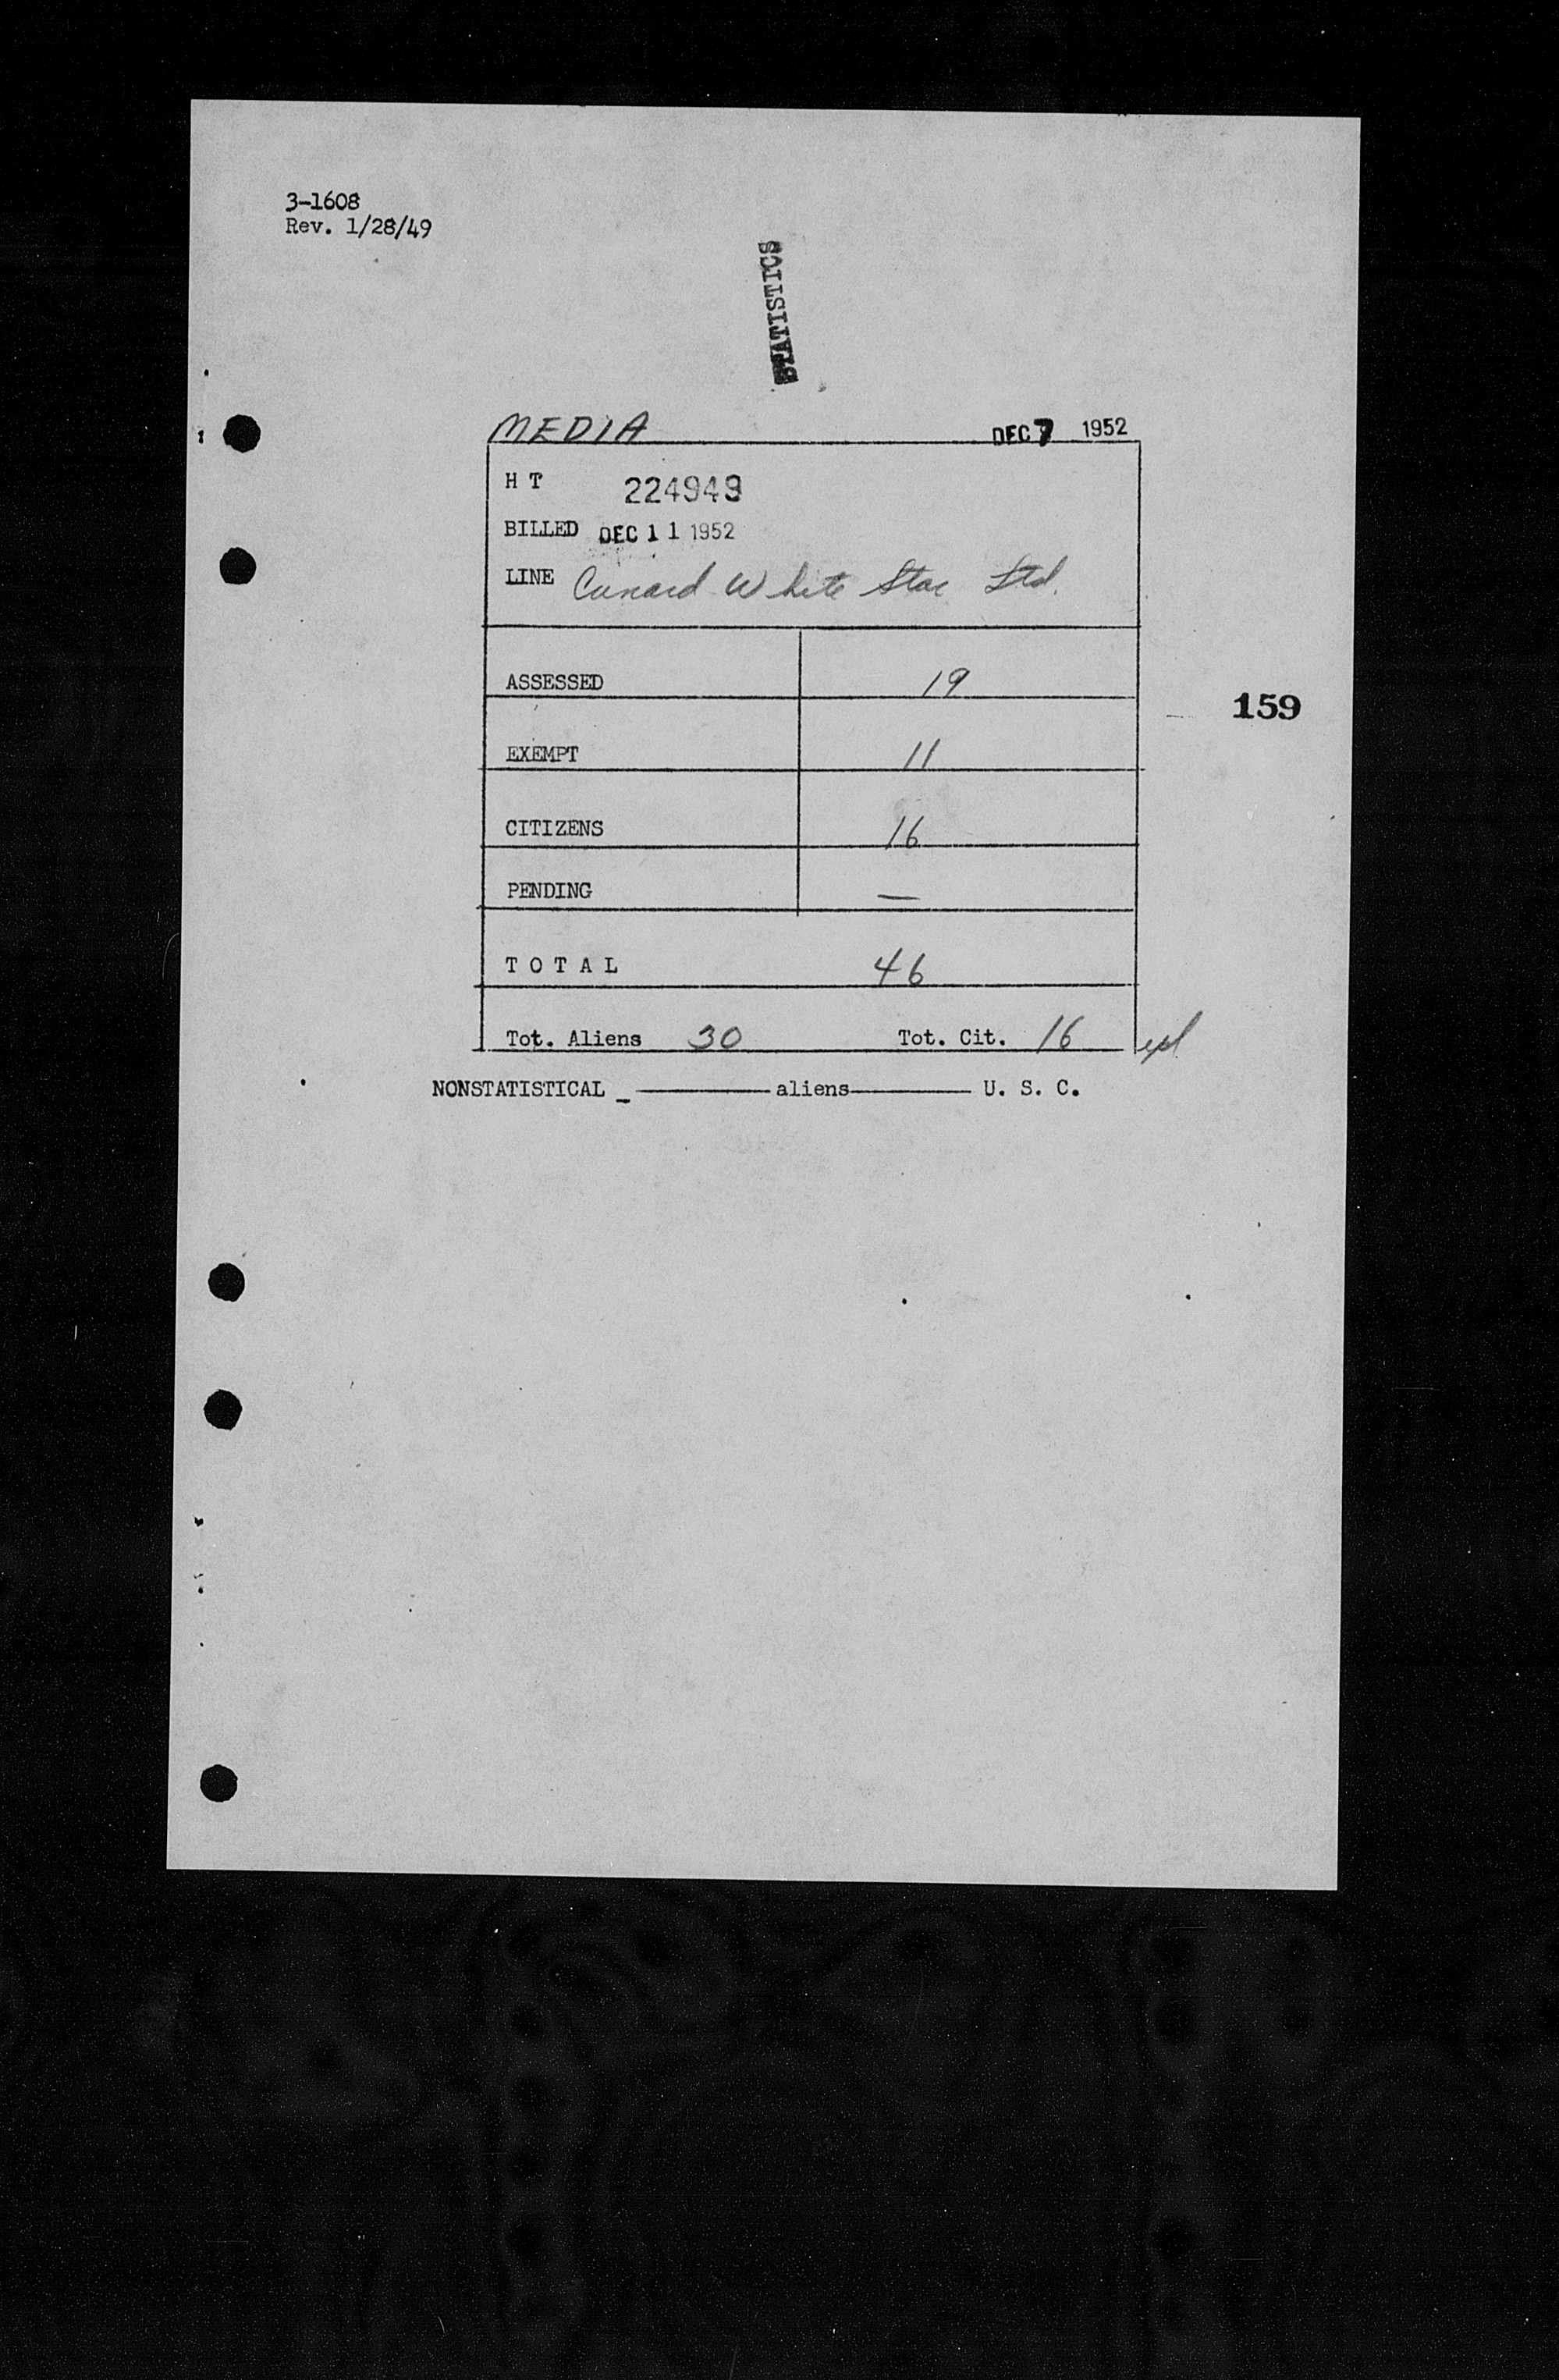 3-1608
Rev. 1/28/49
STATISTICS
MEDIA DEC 7 1952
H T 224949
BILLED DEC 11 1952
LINE Cunard White Star Ltd.
ASSESSED 19
159
EXEMPT 11
CITIZENS 16
PENDING —
T O T A L 46
Tot. Aliens 30 Tot. Cit. 16
NONSTATISTICAL _ ——— aliens ——— U. S. C.